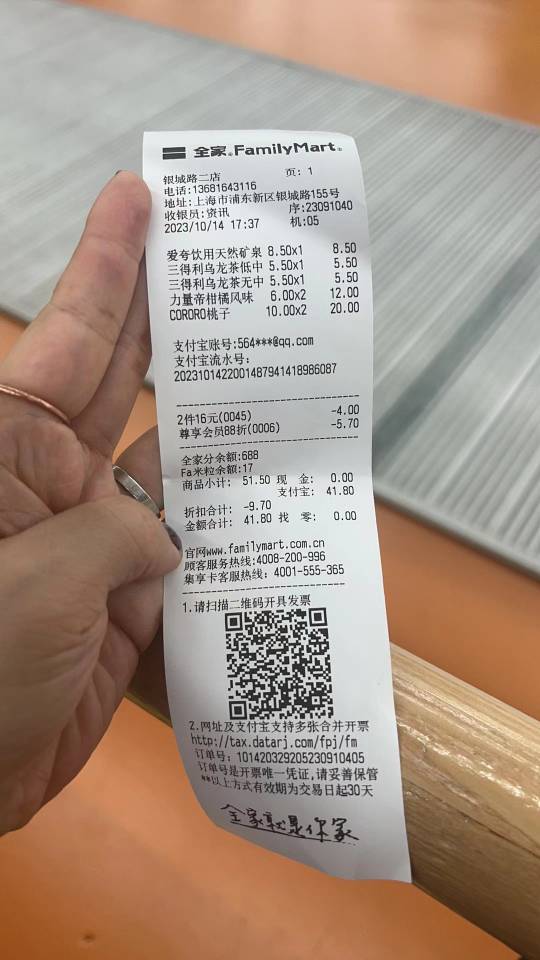 全家®FamilyMart®
银城路二店 页: 1
电话:13681643116
地址:上海市浦东新区银城路155号
收银员:资讯 序:23091040
2023/10/14 17:37 机:05
爱夸饮用天然矿泉 8.50x1 8.50
三得利乌龙茶低中 5.50x1 5.50
三得利乌龙茶无中 5.50x1 5.50
力量帝柑橘风味 6.00x2 12.00
CORORO桃子 10.00x2 20.00
支付宝账号:564***@qq.com
支付宝流水号:
2023101422001487941418986087
2件16元(0045) -4.00
尊享会员88折(0006) -5.70
全家分余额:688
Fa米粒余额:17
商品小计: 51.50 现 金: 0.00
支付宝: 41.80
折扣合计: -9.70
金额合计: 41.80 找 零: 0.00
官网www.familymart.com.cn
顾客服务热线:4008-200-996
集享卡客服热线: 4001-555-365
1.请扫描二维码开具发票
2.网址及支付宝支持多张合并开票
http://tax.datarj.com/fpj/fm
订单号: 101420329205230910405
订单号是开票唯一凭证,请妥善保管
**以上方式有效期为交易日起30天
全家就是你家